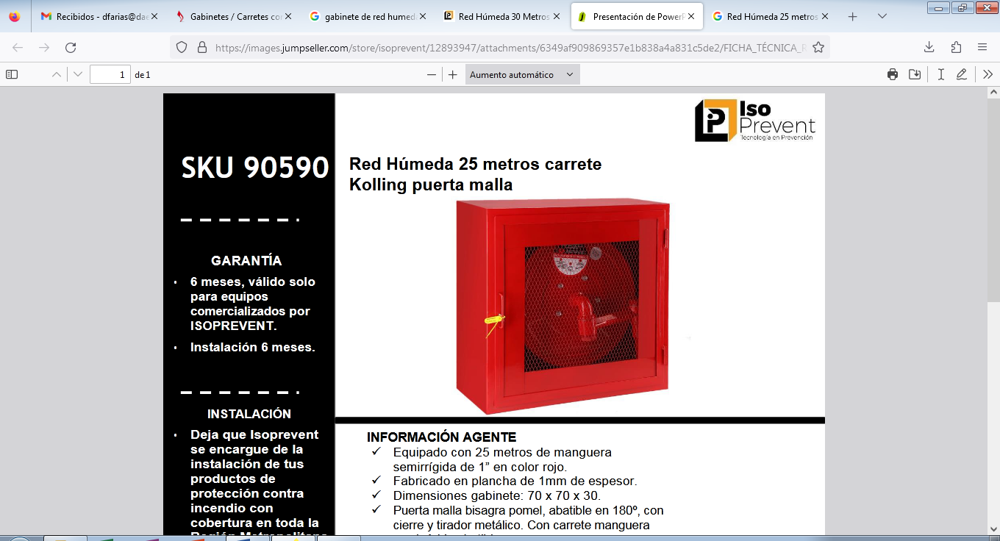 Recibidos - dfarias@dae
Gabinetes / Carretes con
gabinete de red humeda
Red Húmeda 30 Metros
Presentación de PowerP
Red Húmeda 25 metros
https://images.jumpseller.com/store/isoprevent/12893947/attachments/6349af909869357e1b838a4a831c5de2/FICHA_TÉCNICA_R
1 de 1
Aumento automático
Iso
Prevent
Tecnología en Prevención
SKU 90590
Red Húmeda 25 metros carrete
Kolling puerta malla
GARANTÍA
6 meses, válido solo
para equipos
comercializados por
ISOPREVENT.
Instalación 6 meses.
INSTALACIÓN
Deja que Isoprevent
se encargue de la
instalación de tus
productos de
protección contra
incendio con
cobertura en toda la
Región Metropolitana
INFORMACIÓN AGENTE
Equipado con 25 metros de manguera
semirrígida de 1” en color rojo.
Fabricado en plancha de 1mm de espesor.
Dimensiones gabinete: 70 x 70 x 30.
Puerta malla bisagra pomel, abatible en 180º, con
cierre y tirador metálico. Con carrete manguera